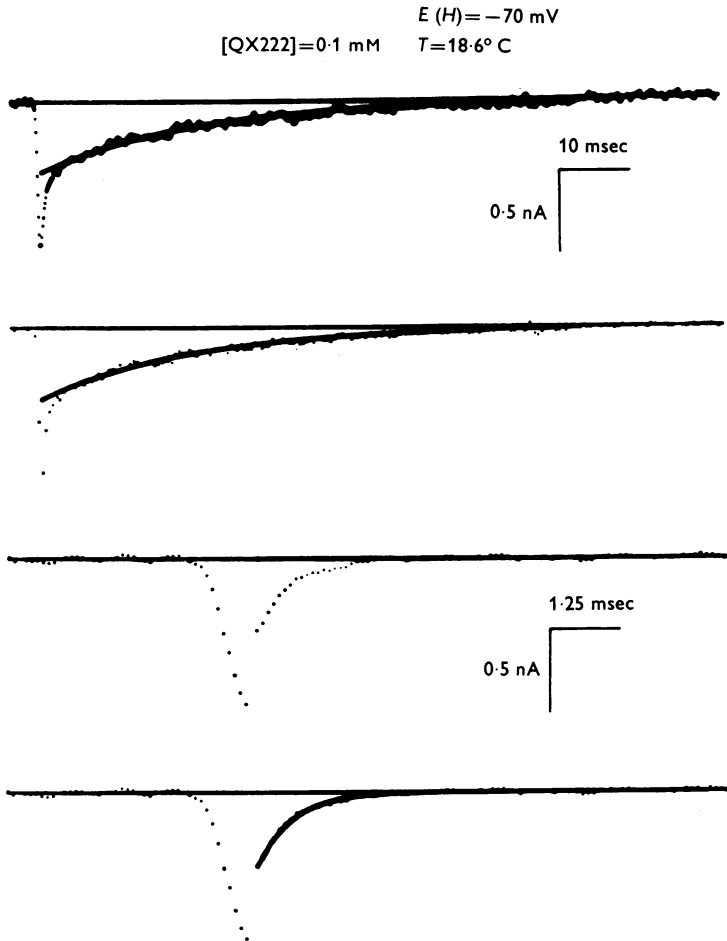 E (H)=−70 mV
[QX222]=0·1 mM T=18·6° C
10 msec
0·5 nA
1·25 msec
0·5 nA